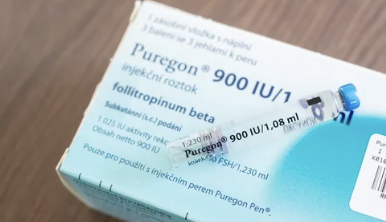 1 zásobní vložka s náplní
3 balení se 3 jehlami k peru
Puregon® 900 IU/1 ml
injekční roztok
follitropinum beta
Subkutánní (s.c.) podání
1 025 IU aktivity
Obsah netto 900 IU
Pouze pro použití s injekčním perem Puregon Pen®
1,230 ml
Puregon® 900 IU/1,08 ml
FSH/1,230 ml